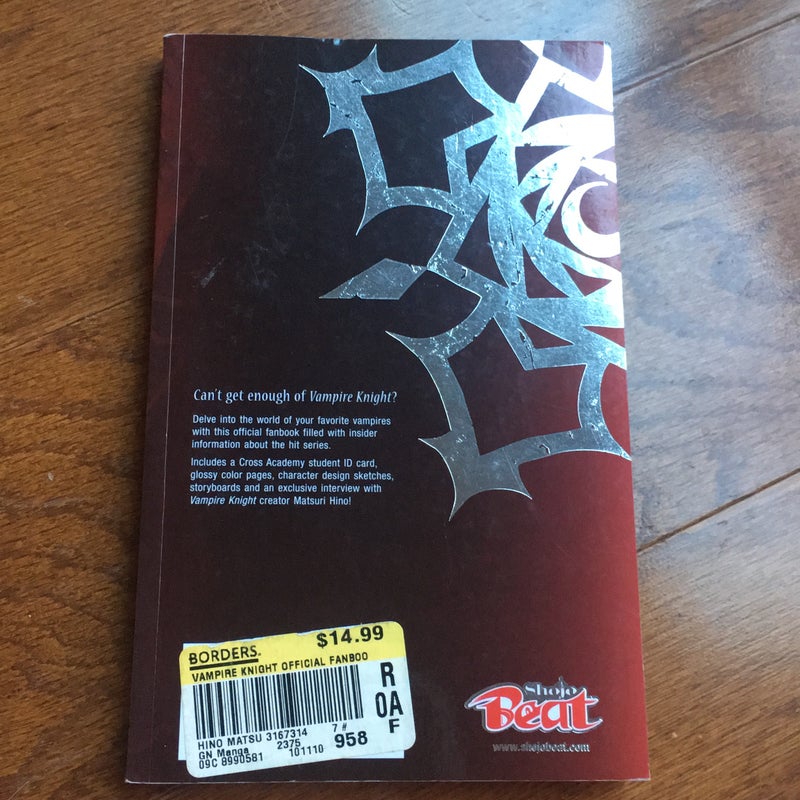 Can't get enough of Vampire Knight?
Delve into the world of your favorite vampires
with this official fanbook filled with insider
information about the hit series.
Includes a Cross Academy student ID card,
glossy color pages, character design sketches,
storyboards and an exclusive interview with
Vampire Knight creator Matsuri Hino!
BORDERS. $14.99
VAMPIRE KNIGHT OFFICIAL FANBOO
R
0A
F
HINO MATSU 3167314 7 #
GN Manga 2375 958
09C 8990581 101110
Shojo
Beat
www.shojobeat.com